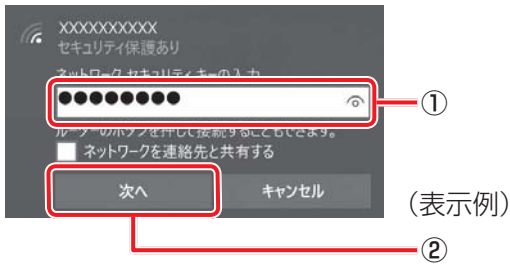 XXXXXXXXXX
セキュリティ保護あり
ネットワーク セキュリティ キーの入力
●●●●●●●●
①
ルーターのボタンを押して接続することもできます。
ネットワークを連絡先と共有する
次へ
キャンセル
(表示例)
②